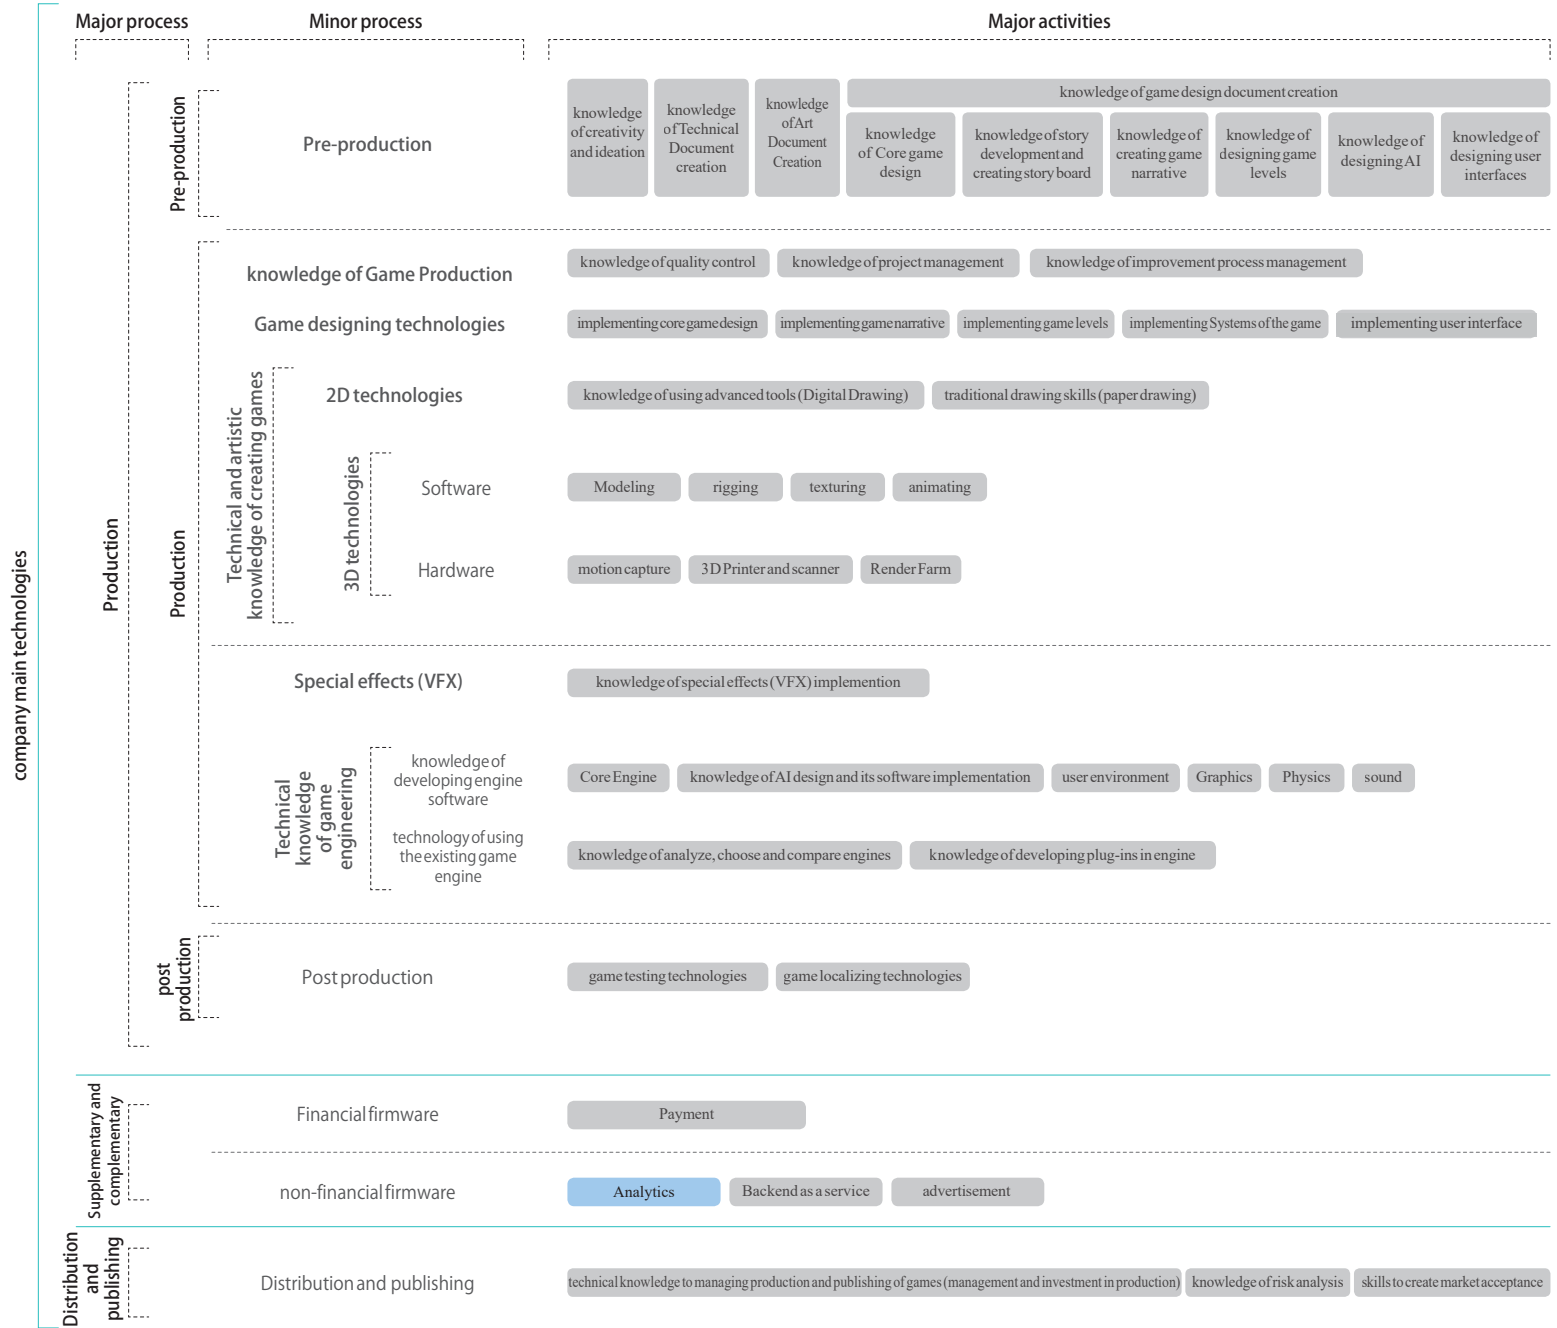 Major process
Minor process
Major activities
company main technologies
Production
Pre-production
Pre-production
knowledge
of creativity
and ideation
knowledge
of Technical
Document
creation
knowledge
of Art
Document
Creation
knowledge of game design document creation
knowledge
of Core game
design
knowledge of story
development and
creating story board
knowledge of
creating game
narrative
knowledge of
designing game
levels
knowledge of
designing AI
knowledge of
designing user
interfaces
Production
knowledge of Game Production
knowledge of quality control
knowledge of project management
knowledge of improvement process management
Game designing technologies
implementing core game design
implementing game narrative
implementing game levels
implementing Systems of the game
implementing user interface
Technical and artistic
knowledge of creating games
2D technologies
knowledge of using advanced tools (Digital Drawing)
traditional drawing skills (paper drawing)
3D technologies
Software
Modeling
rigging
texturing
animating
Hardware
motion capture
3D Printer and scanner
Render Farm
Special effects (VFX)
knowledge of special effects (VFX) implemention
Technical
knowledge
of game
engineering
knowledge of
developing engine
software
Core Engine
knowledge of AI design and its software implementation
user environment
Graphics
Physics
sound
technology of using
the existing game
engine
knowledge of analyze, choose and compare engines
knowledge of developing plug-ins in engine
post
production
Post production
game testing technologies
game localizing technologies
Supplementary and
complementary
Financial firmware
Payment
non-financial firmware
Analytics
Backend as a service
advertisement
Distribution
and
publishing
Distribution and publishing
technical knowledge to managing production and publishing of games (management and investment in production)
knowledge of risk analysis
skills to create market acceptance